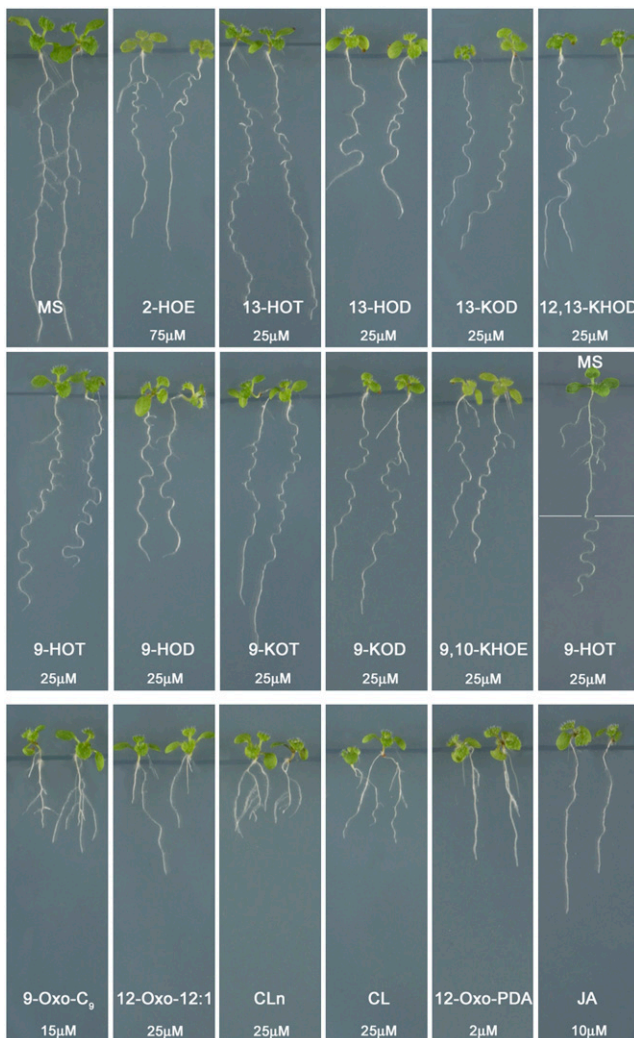 MS
2-HOE
75µM
13-HOT
25µM
13-HOD
25µM
13-KOD
25µM
12,13-KHOD
25µM
9-HOT
25µM
9-HOD
25µM
9-KOT
25µM
9-KOD
25µM
9,10-KHOE
25µM
MS
9-HOT
25µM
9-Oxo-C₉
15µM
12-Oxo-12:1
25µM
CLn
25µM
CL
25µM
12-Oxo-PDA
2µM
JA
10µM